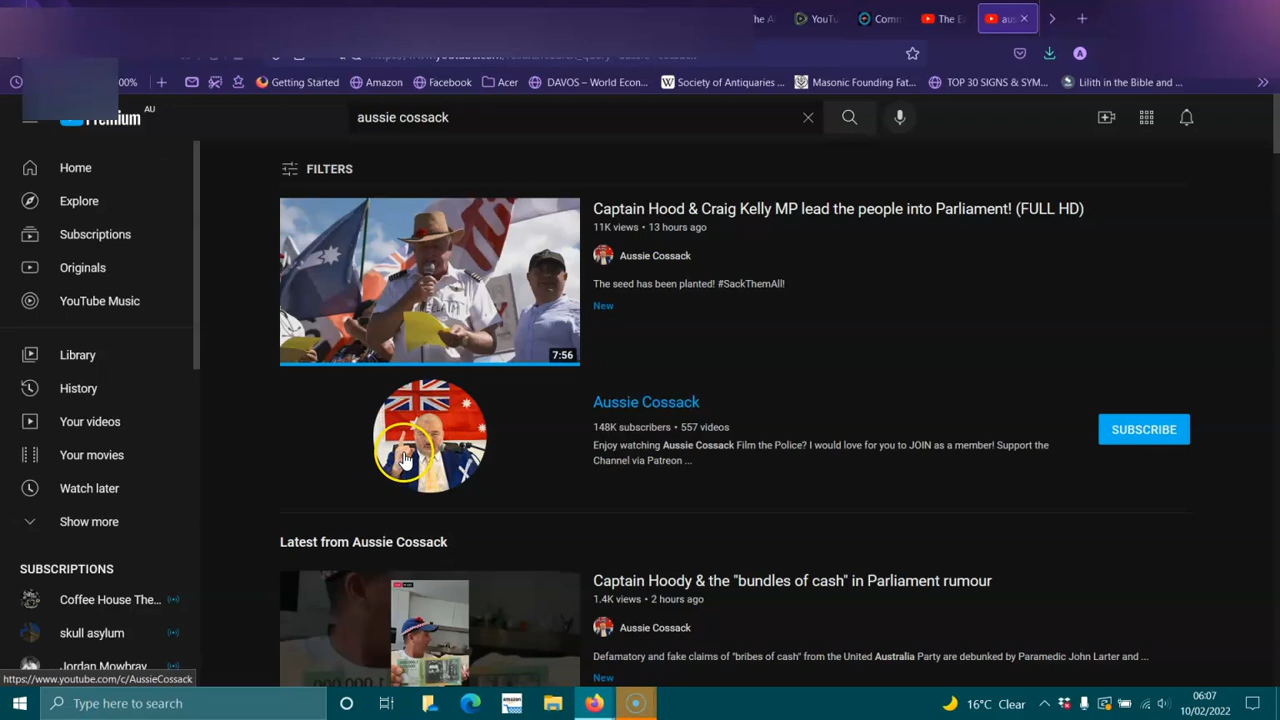 YouTu
Comm
The E
aus
100%
Getting Started
Amazon
Facebook
Acer
DAVOS – World Econ...
Society of Antiquaries ...
Masonic Founding Fat...
TOP 30 SIGNS & SYM...
Lilith in the Bible and ...
Premium
AU
aussie cossack
Home
Explore
Subscriptions
Originals
YouTube Music
Library
History
Your videos
Your movies
Watch later
Show more
SUBSCRIPTIONS
Coffee House The...
skull asylum
Jordan Mowbray
FILTERS
7:56
Captain Hood & Craig Kelly MP lead the people into Parliament! (FULL HD)
11K views • 13 hours ago
Aussie Cossack
The seed has been planted! #SackThemAll!
New
Aussie Cossack
148K subscribers • 557 videos
Enjoy watching Aussie Cossack Film the Police? I would love for you to JOIN as a member! Support the
Channel via Patreon ...
SUBSCRIBE
Latest from Aussie Cossack
Captain Hoody & the "bundles of cash" in Parliament rumour
1.4K views • 2 hours ago
Aussie Cossack
Defamatory and fake claims of "bribes of cash" from the United Australia Party are debunked by Paramedic John Larter and ...
New
https://www.youtube.com/c/AussieCossack
Type here to search
amazon
16°C Clear
06:07
10/02/2022